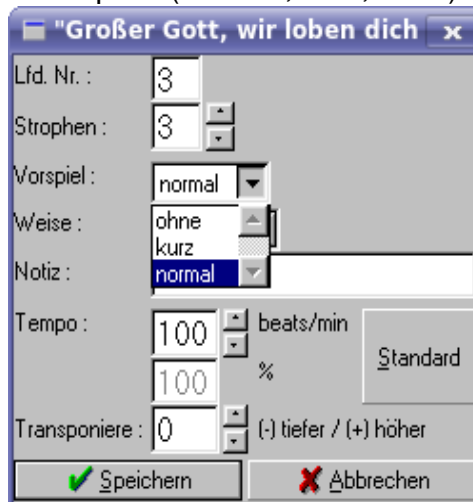 "Großer Gott, wir loben dich x
Lfd. Nr. : 3
Strophen : 3
Vorspiel : normal
Weise : ohne
kurz
Notiz : normal
Tempo : 100 beats/min
100 %
Standard
Transponiere : 0 (-) tiefer / (+) höher
Speichern Abbrechen